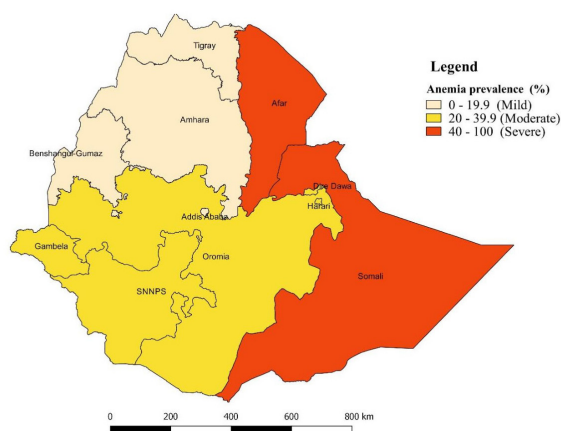 Tigray
Afar
Amhara
Benshangul-Gumaz
Dire Dawa
Harari
Addis Ababa
Gambela
Oromia
Somali
SNNPS
Legend
Anemia prevalence (%)
0 - 19.9 (Mild)
20 - 39.9 (Moderate)
40 - 100 (Severe)
0 200 400 600 800 km